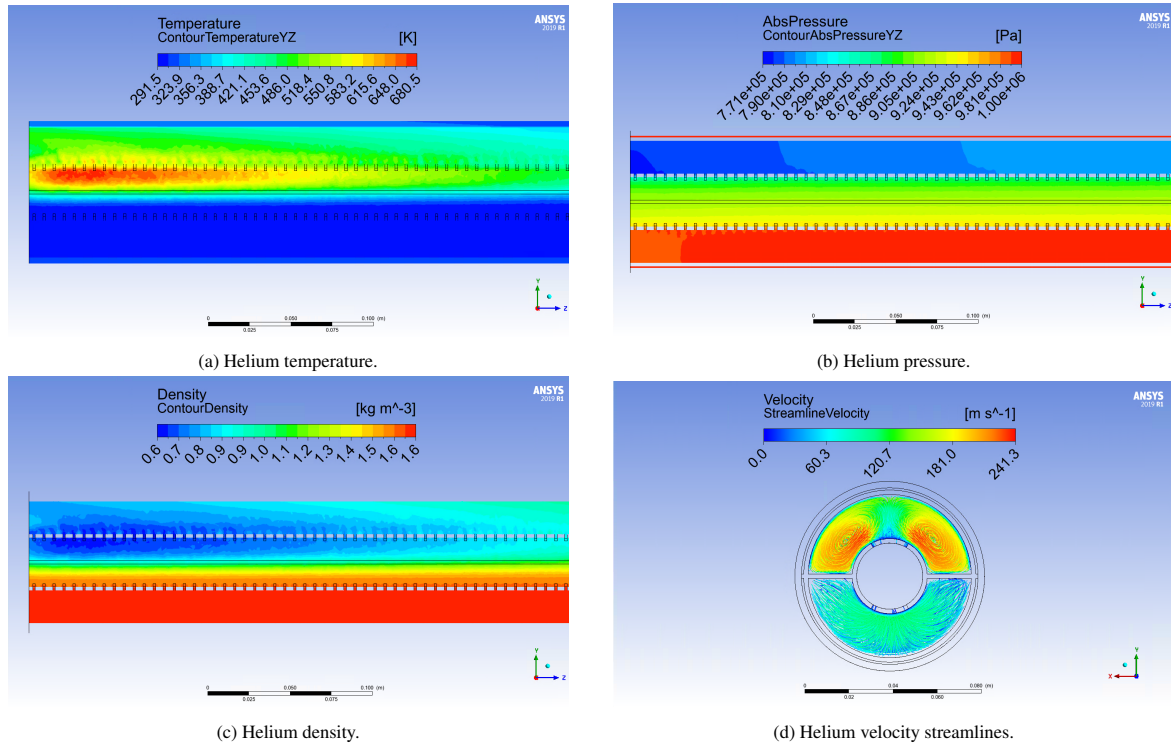 ANSYS
2019 R1
Temperature
ContourTemperatureYZ
[K]
291.5
323.9
356.3
388.7
421.1
453.6
486.0
518.4
550.8
583.2
615.6
648.0
680.5
Y
Z
0 0.050 0.100 (m)
0.025 0.075
(a) Helium temperature.
ANSYS
2019 R1
AbsPressure
ContourAbsPressureYZ
[Pa]
7.71e+05
7.90e+05
8.10e+05
8.29e+05
8.48e+05
8.67e+05
8.86e+05
9.05e+05
9.24e+05
9.43e+05
9.62e+05
9.81e+05
1.00e+06
Y
Z
0 0.050 0.100 (m)
0.025 0.075
(b) Helium pressure.
ANSYS
2019 R1
Density
ContourDensity
[kg m^-3]
0.6
0.7
0.8
0.9
0.9
1.0
1.1
1.2
1.3
1.4
1.5
1.6
1.6
Y
Z
0 0.050 0.100 (m)
0.025 0.075
(c) Helium density.
ANSYS
2019 R1
Velocity
StreamlineVelocity
[m s^-1]
0.0
60.3
120.7
181.0
241.3
Y
X
0 0.04 0.080 (m)
0.02 0.060
(d) Helium velocity streamlines.